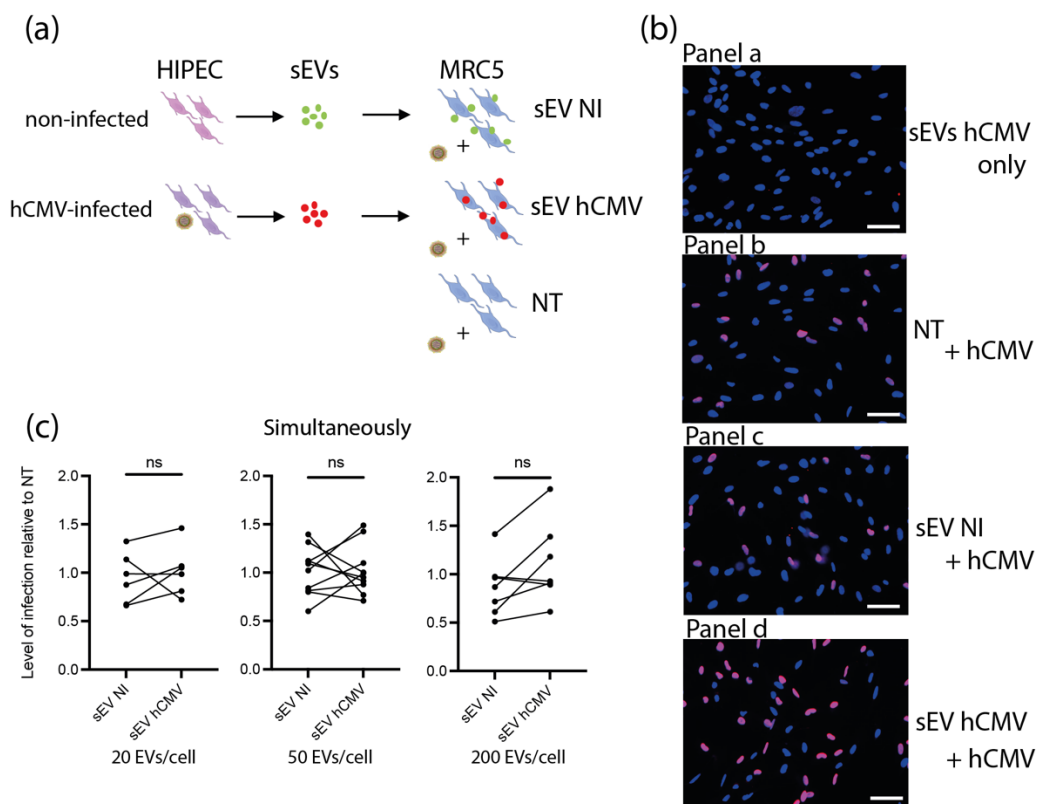 (a)
HIPEC
sEVs
MRC5
non-infected
sEV NI
+
hCMV-infected
sEV hCMV
+
NT
+
(b)
Panel a
sEVs hCMV
only
Panel b
NT
+ hCMV
Panel c
sEV NI
+ hCMV
Panel d
sEV hCMV
+ hCMV
(c)
Simultaneously
Level of infection relative to NT
2.0
1.5
1.0
0.5
0.0
ns
sEV NI
sEV hCMV
20 EVs/cell
2.0
1.5
1.0
0.5
0.0
ns
sEV NI
sEV hCMV
50 EVs/cell
2.0
1.5
1.0
0.5
0.0
ns
sEV NI
sEV hCMV
200 EVs/cell